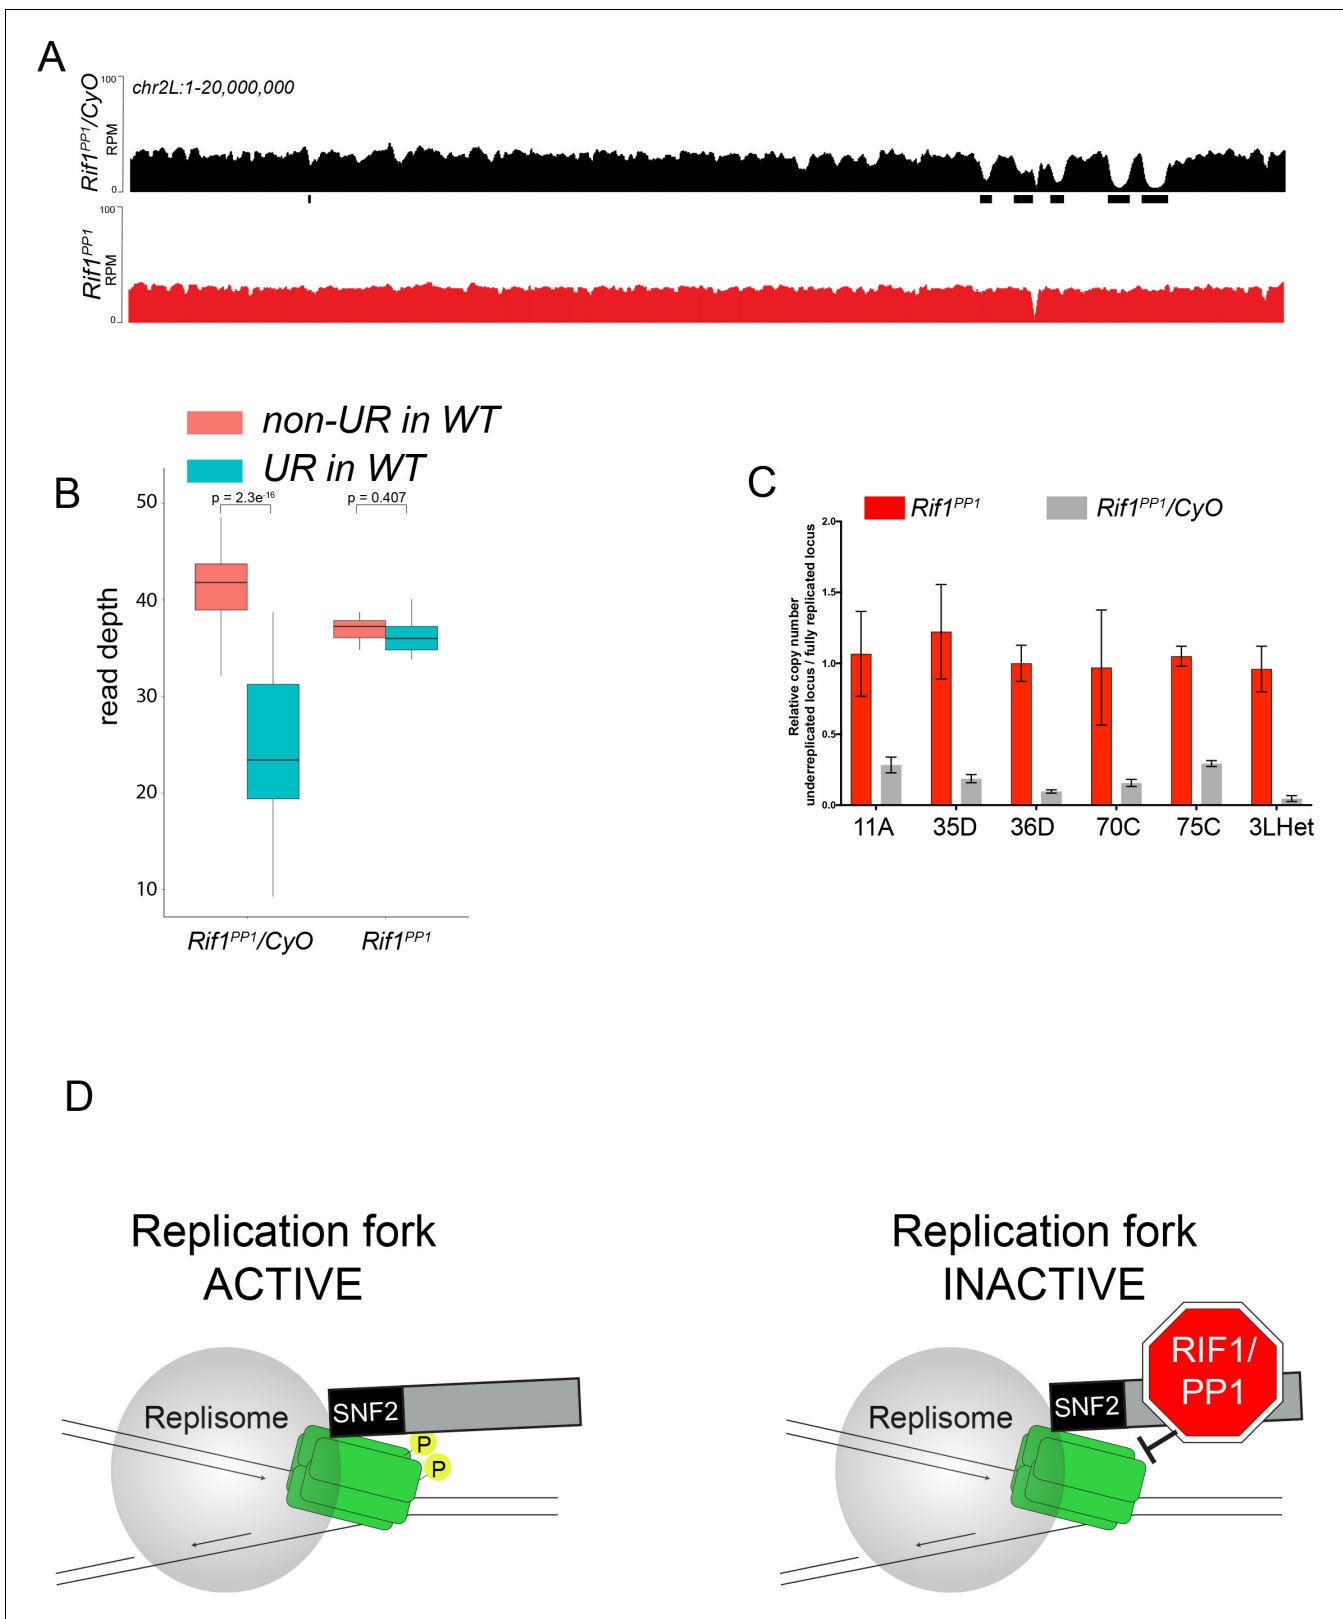 A
Rif1PP1/CyO
RPM
100
0
chr2L:1-20,000,000
Rif1PP1
RPM
100
0
B
non-UR in WT
UR in WT
p = 2.3e-16
p = 0.407
read depth
50
40
30
20
10
Rif1PP1/CyO
Rif1PP1
C
Rif1PP1
Rif1PP1/CyO
Relative copy number
underreplicated locus / fully replicated locus
2.0
1.5
1.0
0.5
0.0
11A
35D
36D
70C
75C
3LHet
D
Replication fork
ACTIVE
Replisome
SNF2
P
P
Replication fork
INACTIVE
Replisome
SNF2
RIF1/
PP1